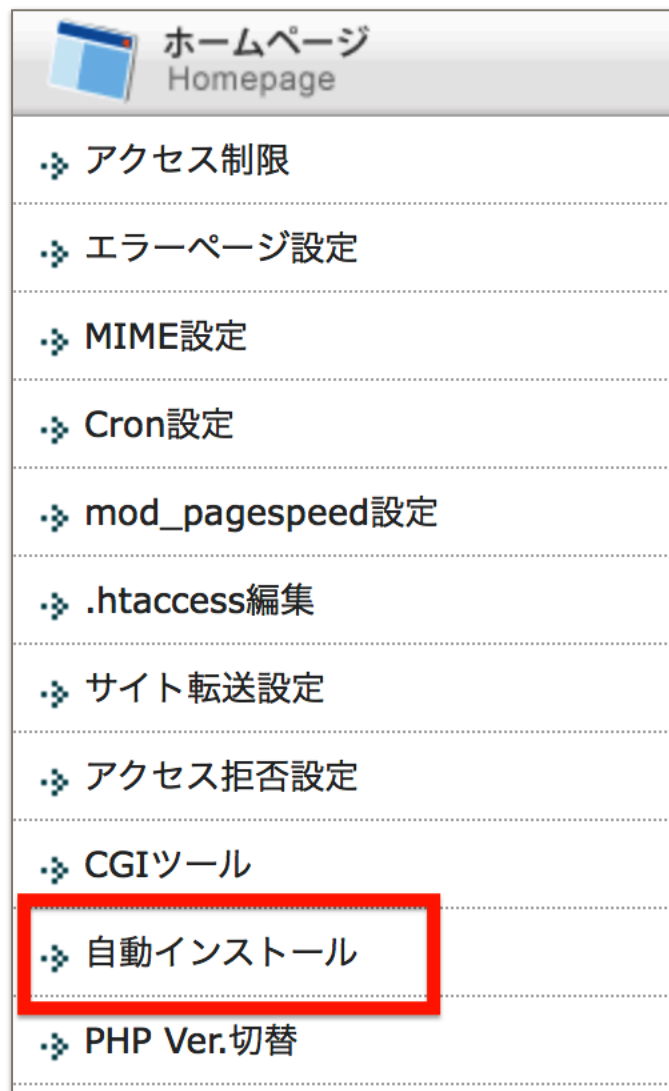 ホームページ
Homepage
アクセス制限
エラーページ設定
MIME設定
Cron設定
mod_pagespeed設定
.htaccess編集
サイト転送設定
アクセス拒否設定
CGIツール
自動インストール
PHP Ver.切替